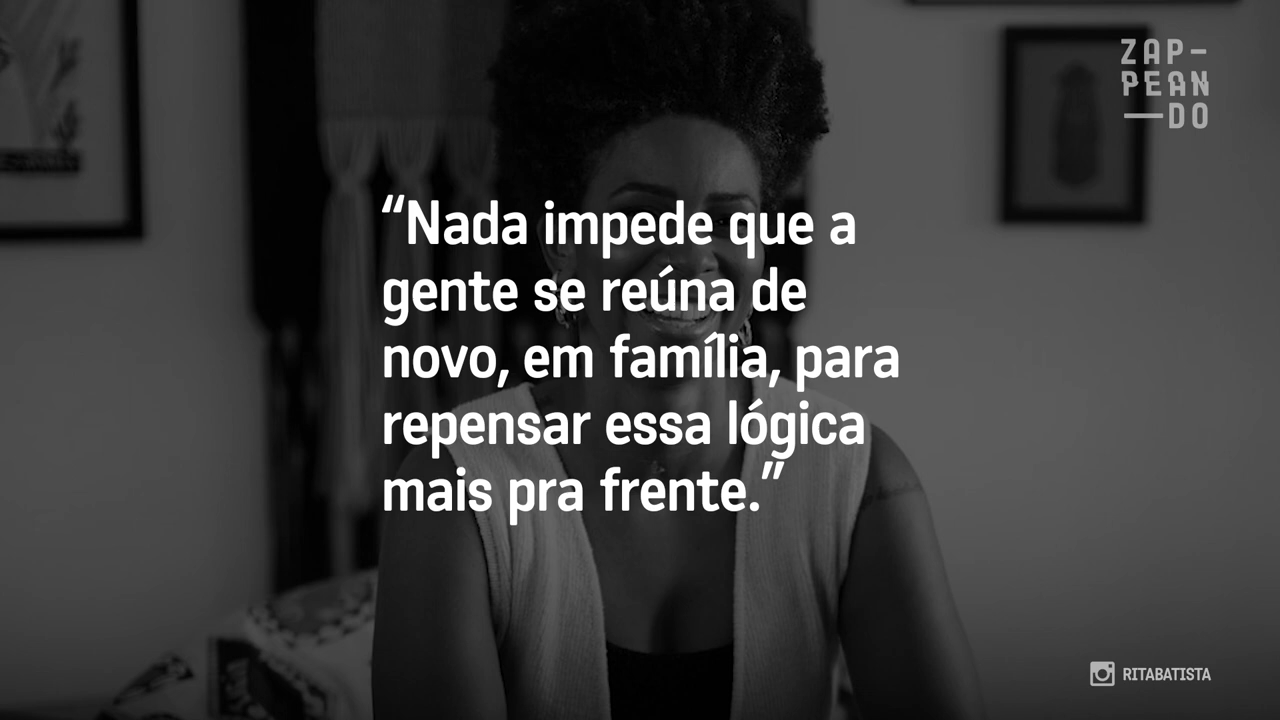 ZAP-
PEAN
—DO
“Nada impede que a
gente se reúna de
novo, em família, para
repensar essa lógica
mais pra frente.”
RITABATISTA